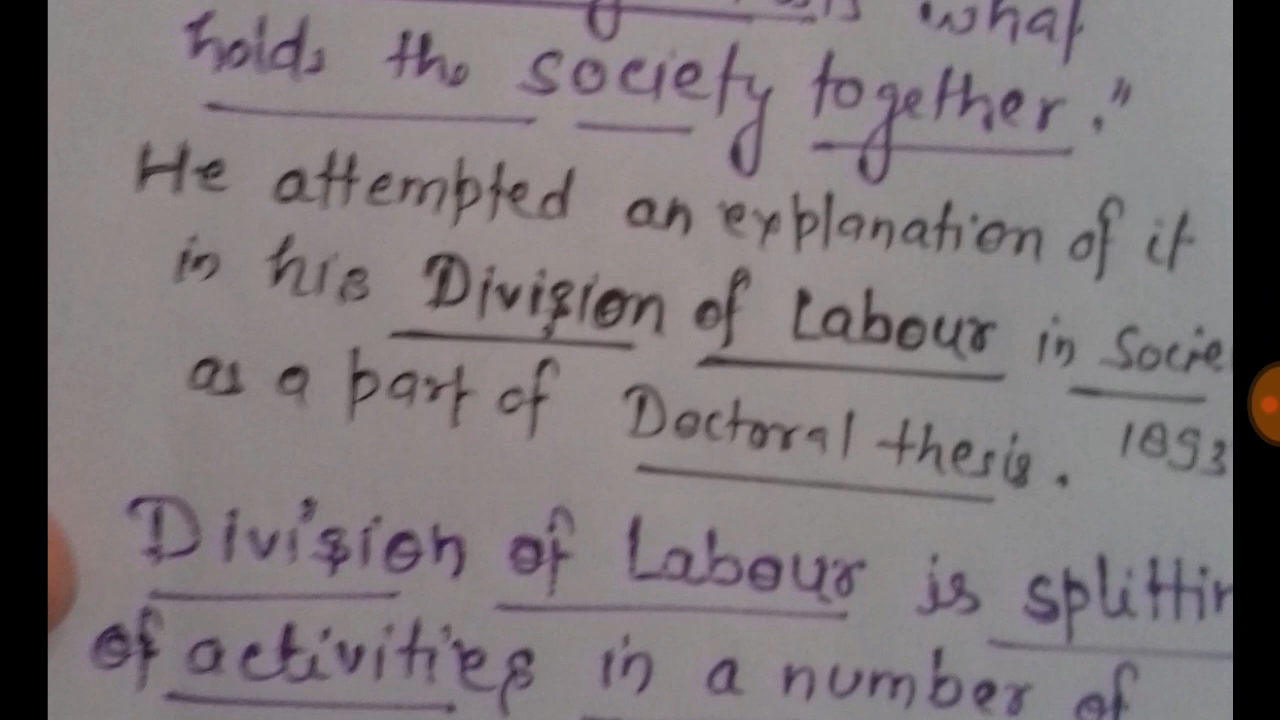 what
holds the society together."
He attempted an explanation of it
in his Division of Labour in Socie
as a part of Doctoral thesis. 1893
Division of Labour is splittin
of activities in a number of